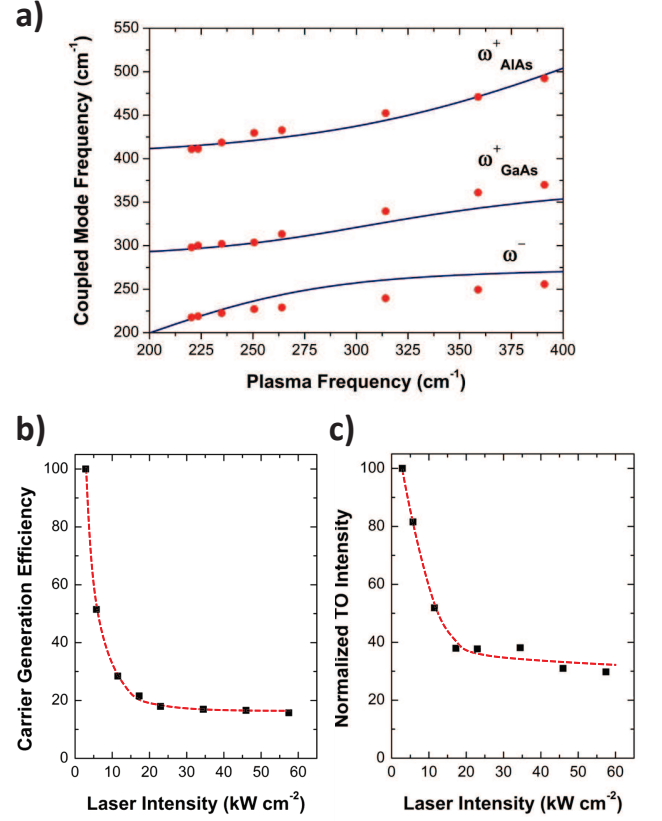 a)
550
500
450
400
350
300
250
200
Coupled Mode Frequency (cm⁻¹)
ω⁺AlAs
ω⁺GaAs
ω⁻
200 225 250 275 300 325 350 375 400
Plasma Frequency (cm⁻¹)
b)
100
80
60
40
20
0
Carrier Generation Efficiency
0 10 20 30 40 50 60
Laser Intensity (kW cm⁻²)
c)
100
80
60
40
20
0
Normalized TO Intensity
0 10 20 30 40 50 60
Laser Intensity (kW cm⁻²)